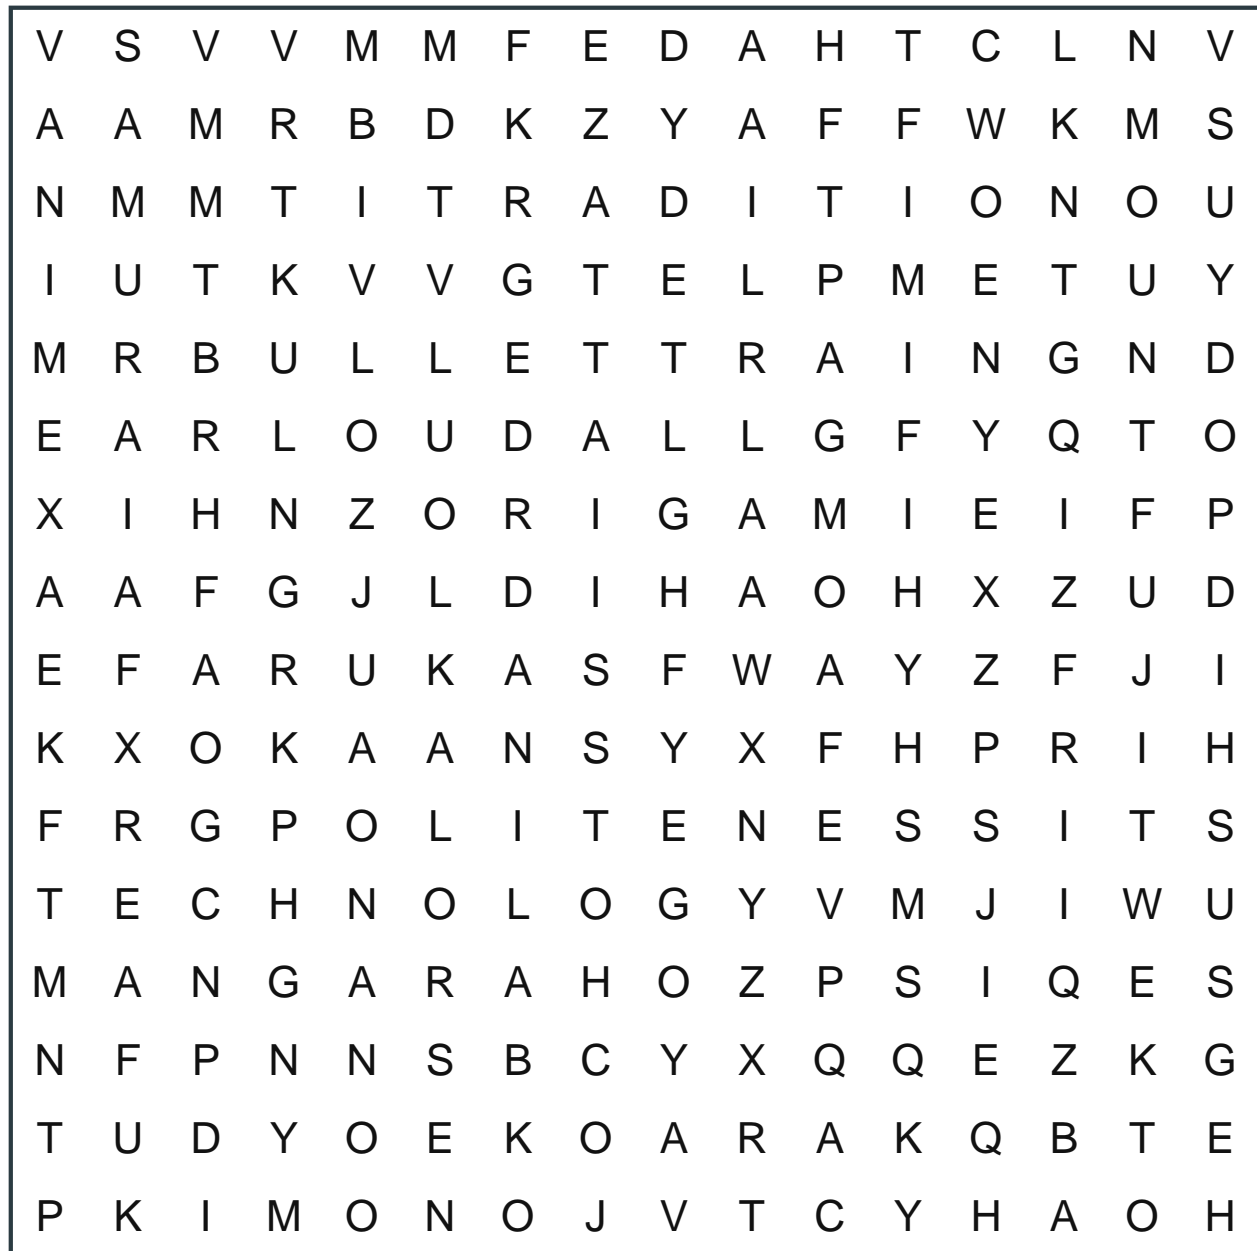 V S V V M M F E D A H T C L N V
A A M R B D K Z Y A F F W K M S
N M M T I T R A D I T I O N O U
I U T K V V G T E L P M E T U Y
M R B U L L E T T R A I N G N D
E A R L O U D A L L G F Y Q T O
X I H N Z O R I G A M I E I F P
A A F G J L D I H A O H X Z U D
E F A R U K A S F W A Y Z F J I
K X O K A A N S Y X F H P R I H
F R G P O L I T E N E S S I T S
T E C H N O L O G Y V M J I W U
M A N G A R A H O Z P S I Q E S
N F P N N S B C Y X Q Q E Z K G
T U D Y O E K O A R A K Q B T E
P K I M O N O J V T C Y H A O H